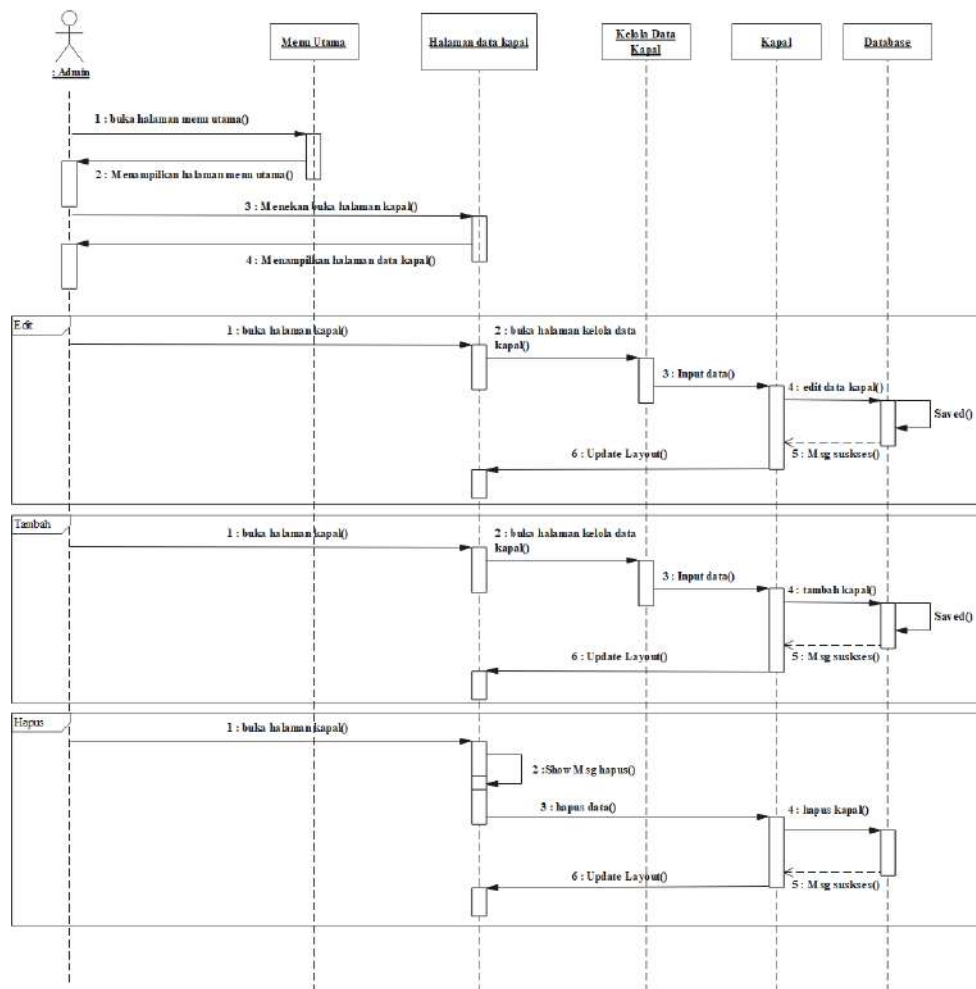 : Admin
Menu Utama
Halaman data kapal
Kelola Data
Kapal
Kapal
Database
1 : buka halaman menu utama()
2 : Menampilkan halaman menu utama()
3 : Menekan buka halaman kapal()
4 : Menampilkan halaman data kapal()
Edit
1 : buka halaman kapal()
2 : buka halaman kelola data
kapal()
3 : Input data()
4 : edit data kapal()
Saved()
5 : Msg suskses()
6 : Update Layout()
Tambah
1 : buka halaman kapal()
2 : buka halaman kelola data
kapal()
3 : Input data()
4 : tambah kapal()
Saved()
5 : Msg suskses()
6 : Update Layout()
Hapus
1 : buka halaman kapal()
2 :Show Msg hapus()
3 : hapus data()
4 : hapus kapal()
5 : Msg suskses()
6 : Update Layout()